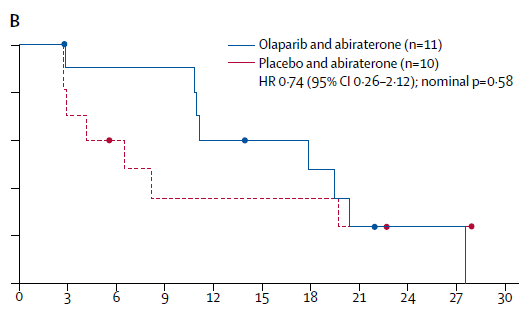 B
Olaparib and abiraterone (n=11)
Placebo and abiraterone (n=10)
HR 0·74 (95% CI 0·26–2·12); nominal p=0·58
0 3 6 9 12 15 18 21 24 27 30